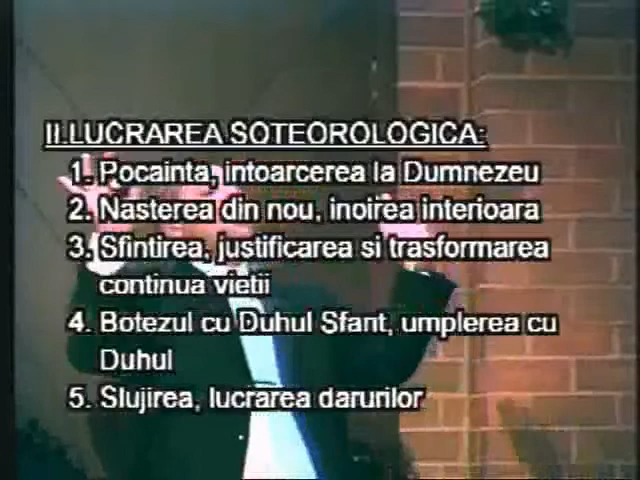 II.LUCRAREA SOTEOROLOGICA:
1. Pocainta, intoarcerea la Dumnezeu
2. Nasterea din nou, inoirea interioara
3. Sfintirea, justificarea si trasformarea
continua vietii
4. Botezul cu Duhul Sfant, umplerea cu
Duhul
5. Slujirea, lucrarea darurilor